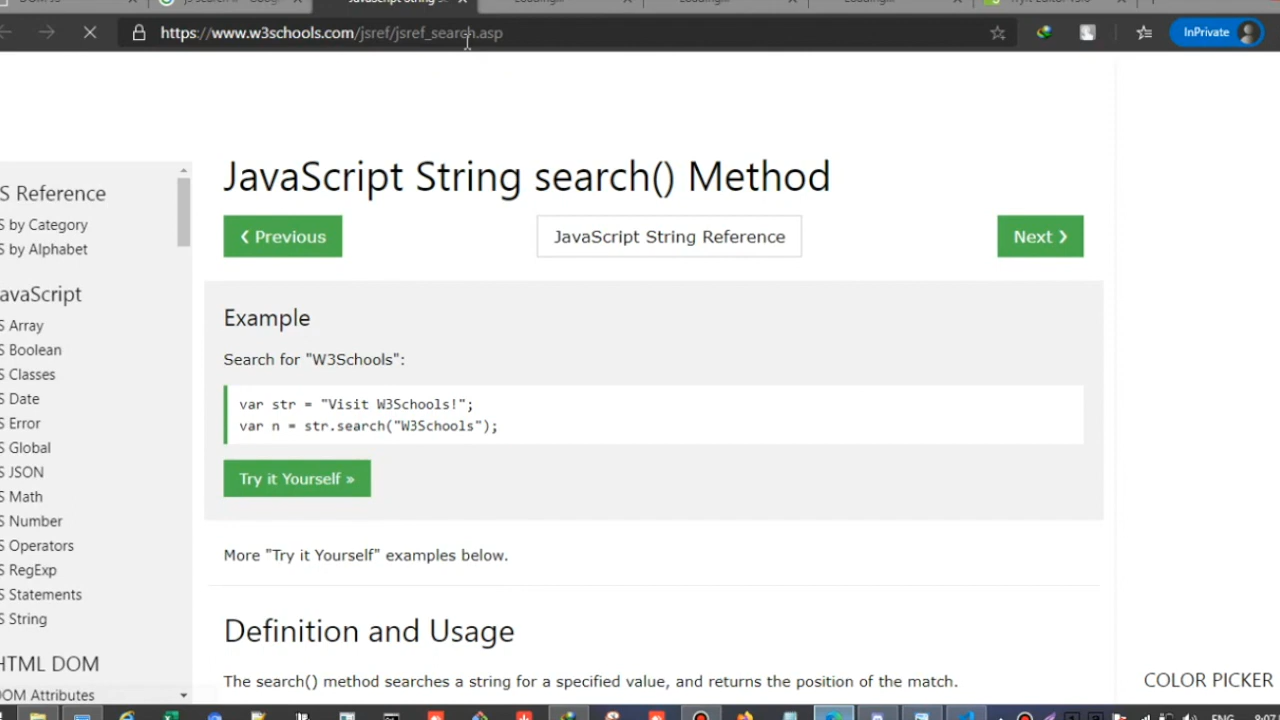 JavaScript String s
https://www.w3schools.com/jsref/jsref_search.asp
InPrivate
JavaScript String search() Method
❮ Previous
JavaScript String Reference
Next ❯
S Reference
S by Category
S by Alphabet
avaScript
S Array
S Boolean
S Classes
S Date
S Error
S Global
S JSON
S Math
S Number
S Operators
S RegExp
S Statements
S String
HTML DOM
DOM Attributes
Example
Search for "W3Schools":
var str = "Visit W3Schools!";
var n = str.search("W3Schools");
Try it Yourself »
More "Try it Yourself" examples below.
Definition and Usage
The search() method searches a string for a specified value, and returns the position of the match.
COLOR PICKER
ENG